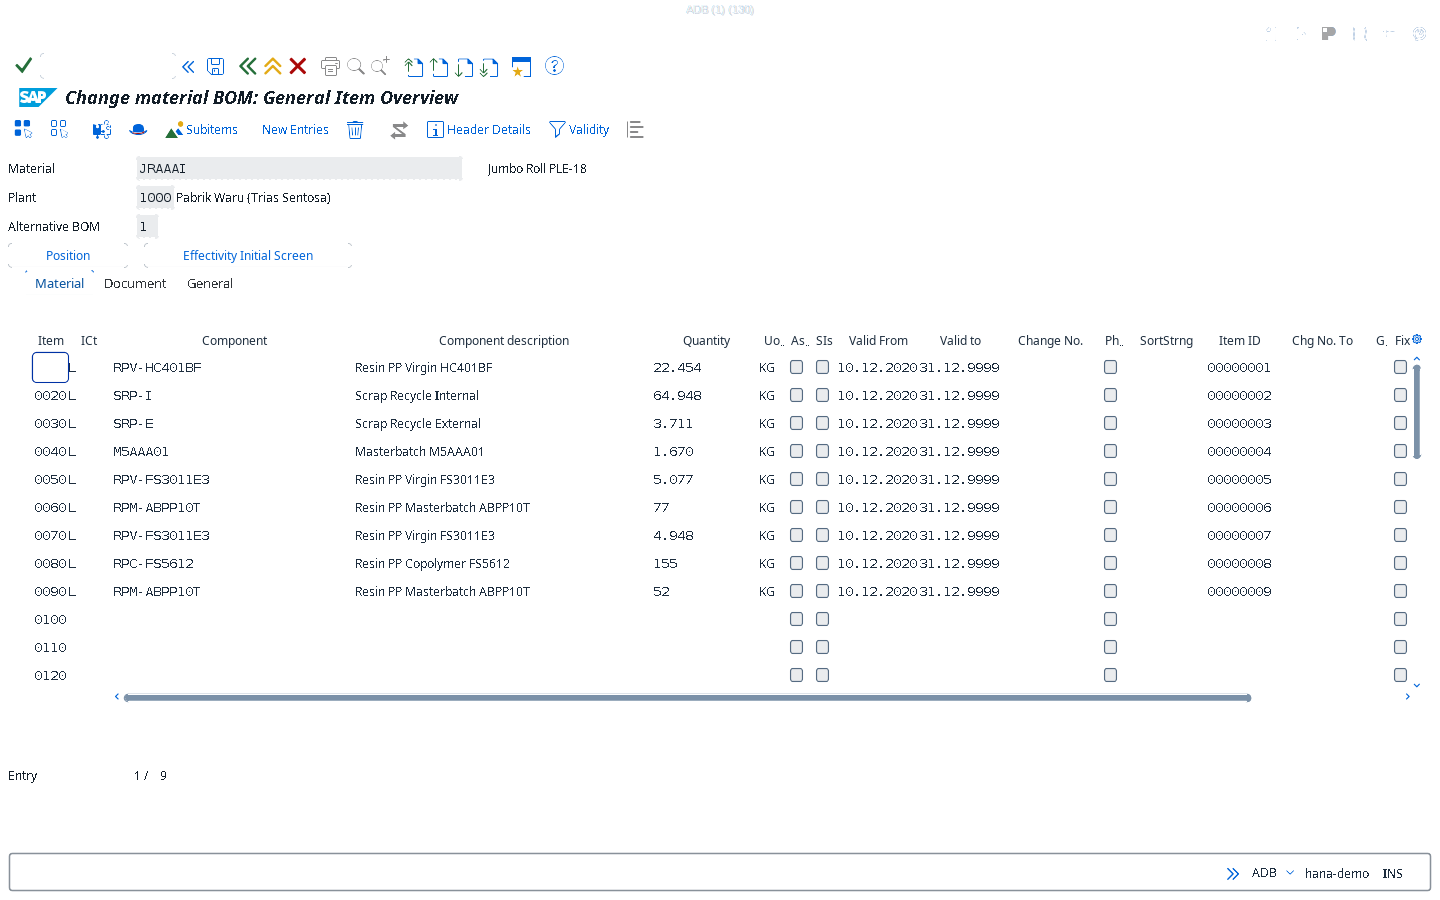 ADB (1) (130)
SAP Change material BOM: General Item Overview
Subitems New Entries Header Details Validity
Material JRAAAI Jumbo Roll PLE-18
Plant 1000 Pabrik Waru (Trias Sentosa)
Alternative BOM 1
Position Effectivity Initial Screen
Material Document General
Item ICt Component Component description Quantity Uo.. As.. SIs Valid From Valid to Change No. Ph.. SortStrng Item ID Chg No. To G. Fix
L RPV-HC401BF Resin PP Virgin HC401BF 22.454 KG 10.12.2020 31.12.9999 00000001
0020 L SRP-I Scrap Recycle Internal 64.948 KG 10.12.2020 31.12.9999 00000002
0030 L SRP-E Scrap Recycle External 3.711 KG 10.12.2020 31.12.9999 00000003
0040 L M5AAA01 Masterbatch M5AAA01 1.670 KG 10.12.2020 31.12.9999 00000004
0050 L RPV-FS3011E3 Resin PP Virgin FS3011E3 5.077 KG 10.12.2020 31.12.9999 00000005
0060 L RPM-ABPP10T Resin PP Masterbatch ABPP10T 77 KG 10.12.2020 31.12.9999 00000006
0070 L RPV-FS3011E3 Resin PP Virgin FS3011E3 4.948 KG 10.12.2020 31.12.9999 00000007
0080 L RPC-FS5612 Resin PP Copolymer FS5612 155 KG 10.12.2020 31.12.9999 00000008
0090 L RPM-ABPP10T Resin PP Masterbatch ABPP10T 52 KG 10.12.2020 31.12.9999 00000009
0100
0110
0120
Entry 1 / 9
ADB hana-demo INS